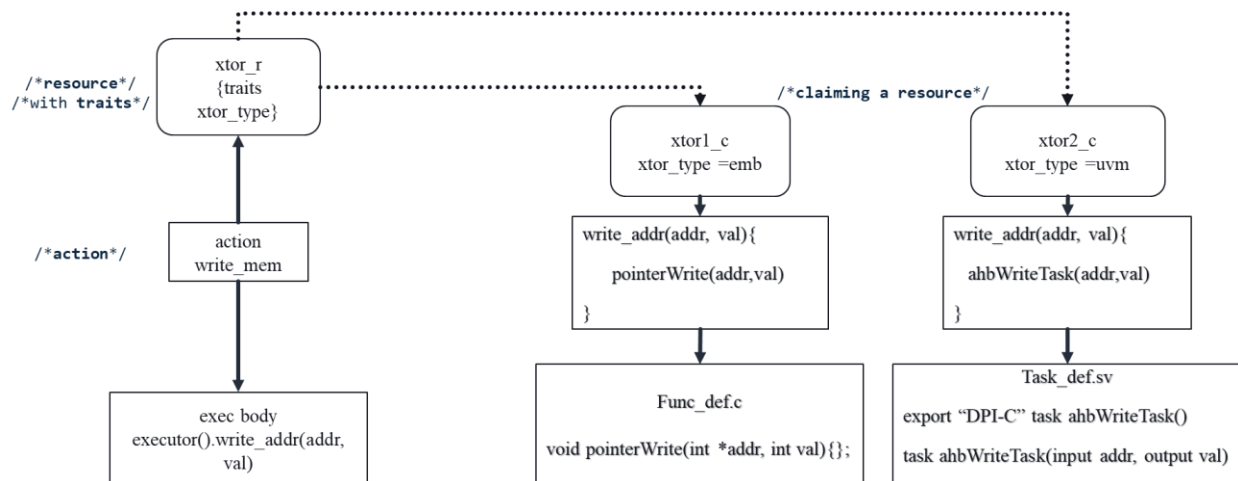 /*resource*/
/*with traits*/
xtor_r
{traits
xtor_type}
/*claiming a resource*/
xtor1_c
xtor_type =emb
xtor2_c
xtor_type =uvm
/*action*/
action
write_mem
write_addr(addr, val){
pointerWrite(addr,val)
}
write_addr(addr, val){
ahbWriteTask(addr,val)
}
exec body
executor().write_addr(addr,
val)
Func_def.c
void pointerWrite(int *addr, int val){};
Task_def.sv
export “DPI-C” task ahbWriteTask()
task ahbWriteTask(input addr, output val)